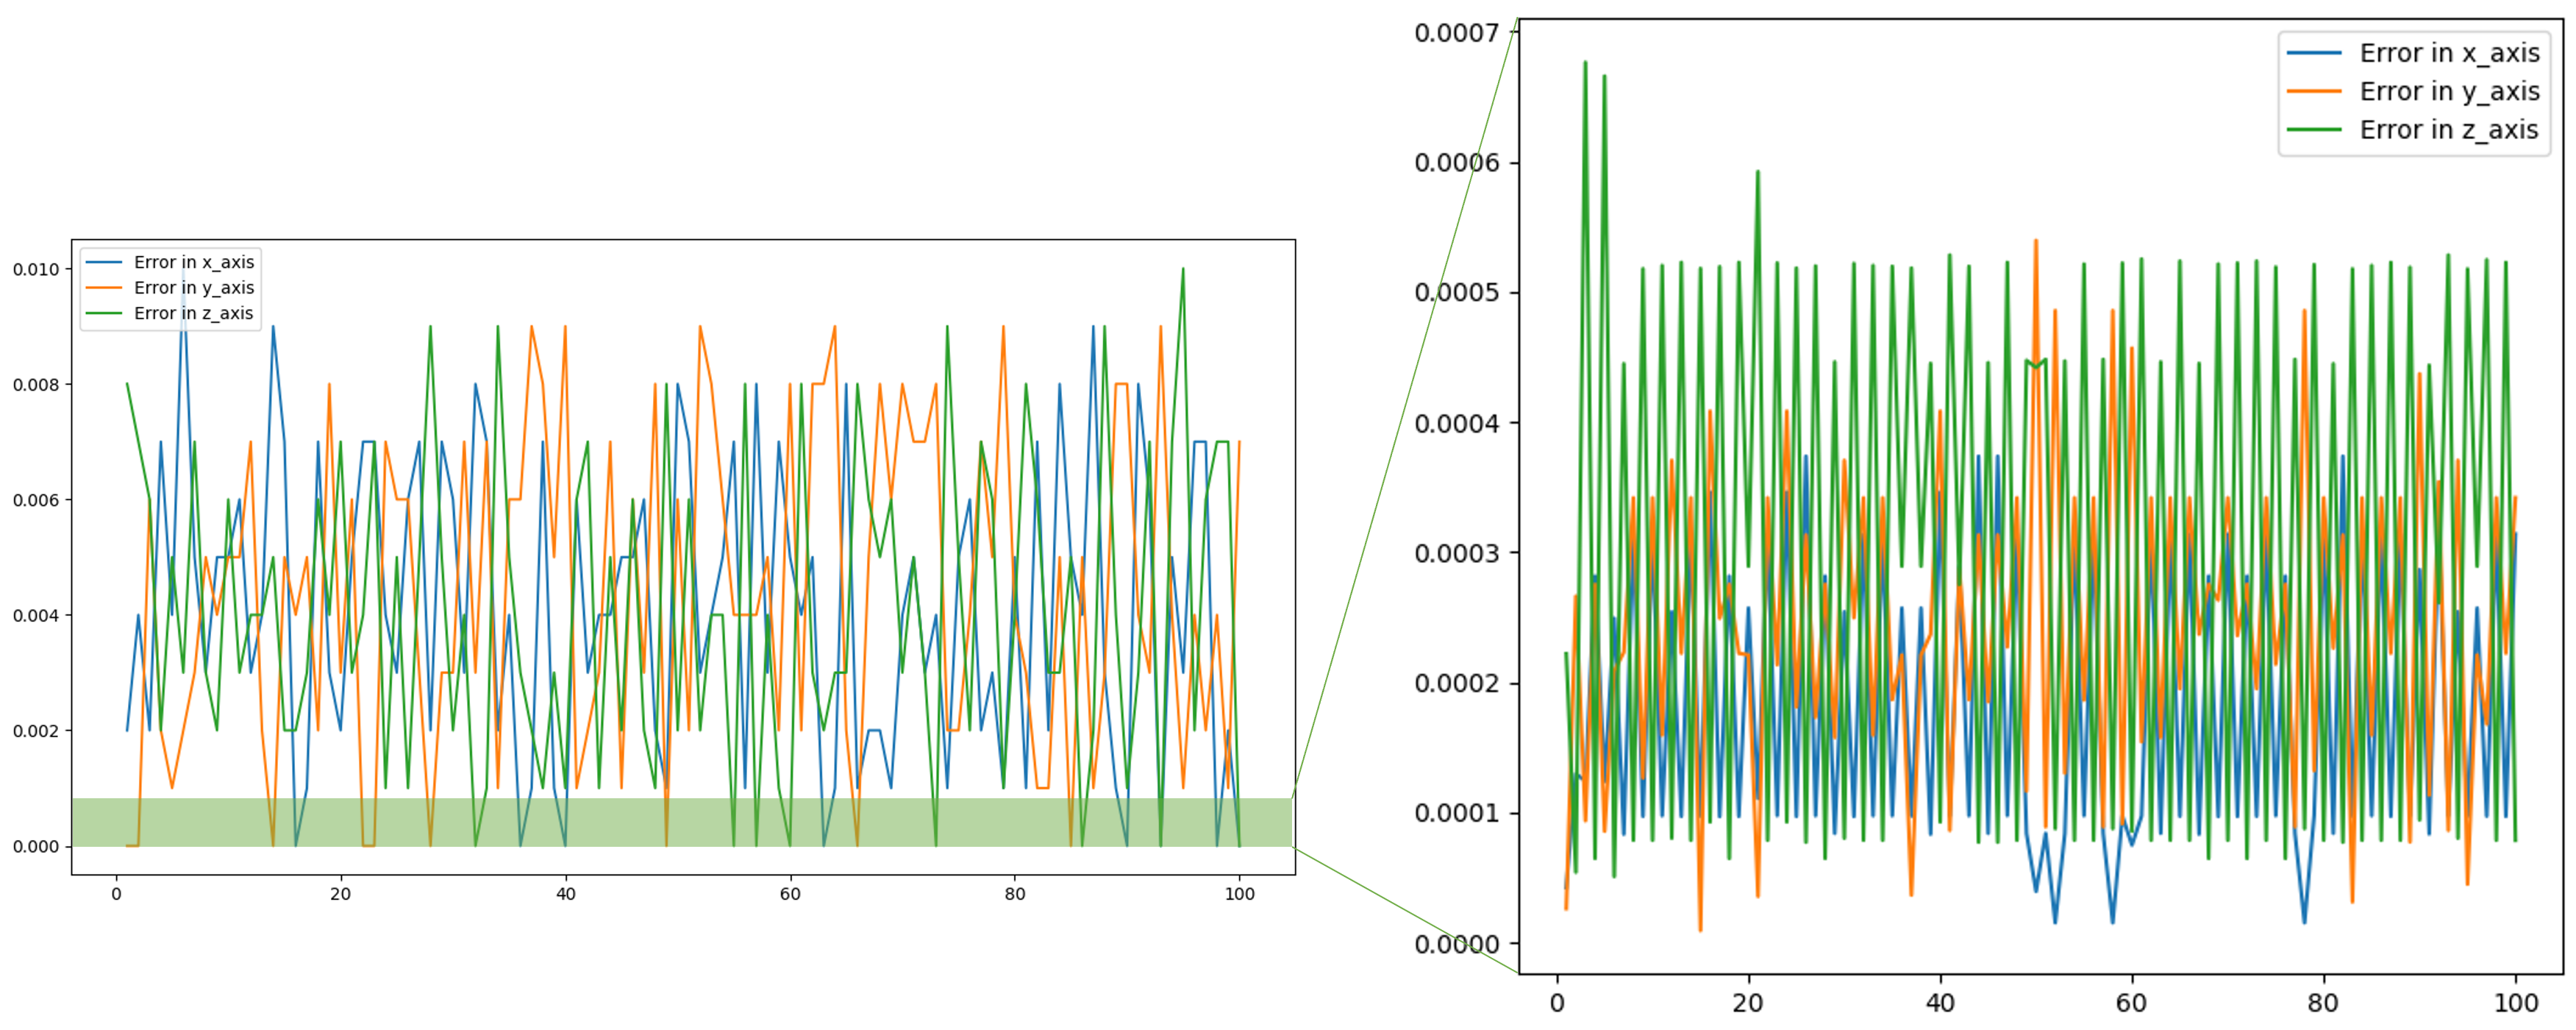 Error in x_axis
Error in y_axis
Error in z_axis
0.010
0.008
0.006
0.004
0.002
0.000
0 20 40 60 80 100
Error in x_axis
Error in y_axis
Error in z_axis
0.0007
0.0006
0.0005
0.0004
0.0003
0.0002
0.0001
0.0000
0 20 40 60 80 100